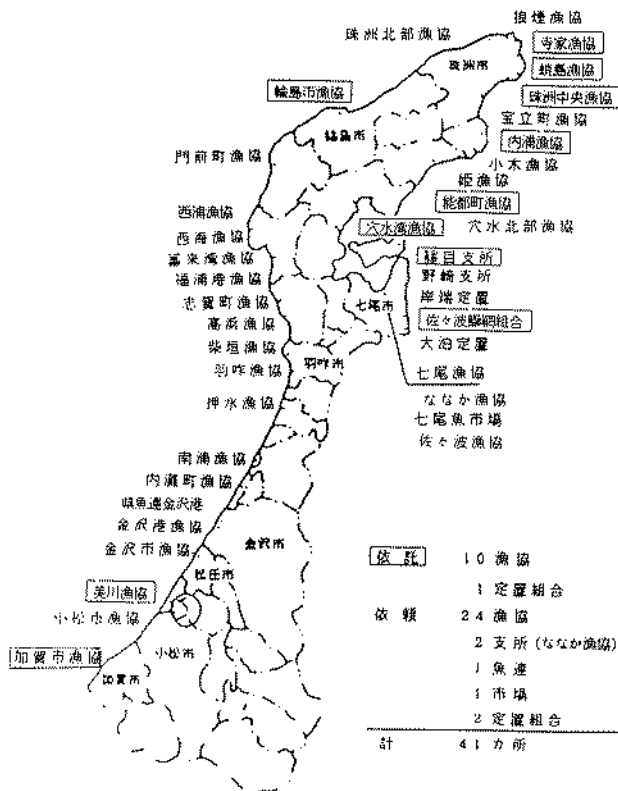 狼煙漁協
珠洲北部漁協
寺家漁協
珠洲市
蛸島漁協
輪島市漁協
珠洲中央漁協
宝立町漁協
輪島市
内浦漁協
門前町漁協
小木漁協
姫漁協
能都町漁協
西浦漁協
穴水湾漁協
穴水北部漁協
西海漁協
鹿目支所
富来湾漁協
野崎支所
福浦港漁協
岸端定置
志賀町漁協
七尾市
佐々波鰤網組合
高浜漁協
大泊定置
柴垣漁協
羽咋市
七尾漁協
羽咋漁協
ななか漁協
押水漁協
七尾魚市場
佐々波漁協
南浦漁協
内灘町漁協
県魚連金沢港
金沢港漁協
金沢市
金沢市漁協
松任市
美川漁協
小松市漁協
小松市
加賀市漁協
加賀市
依託 10漁協
1定置組合
依頼 24漁協
2支所(ななか漁協)
1魚連
1市場
2定置組合
計 41カ所